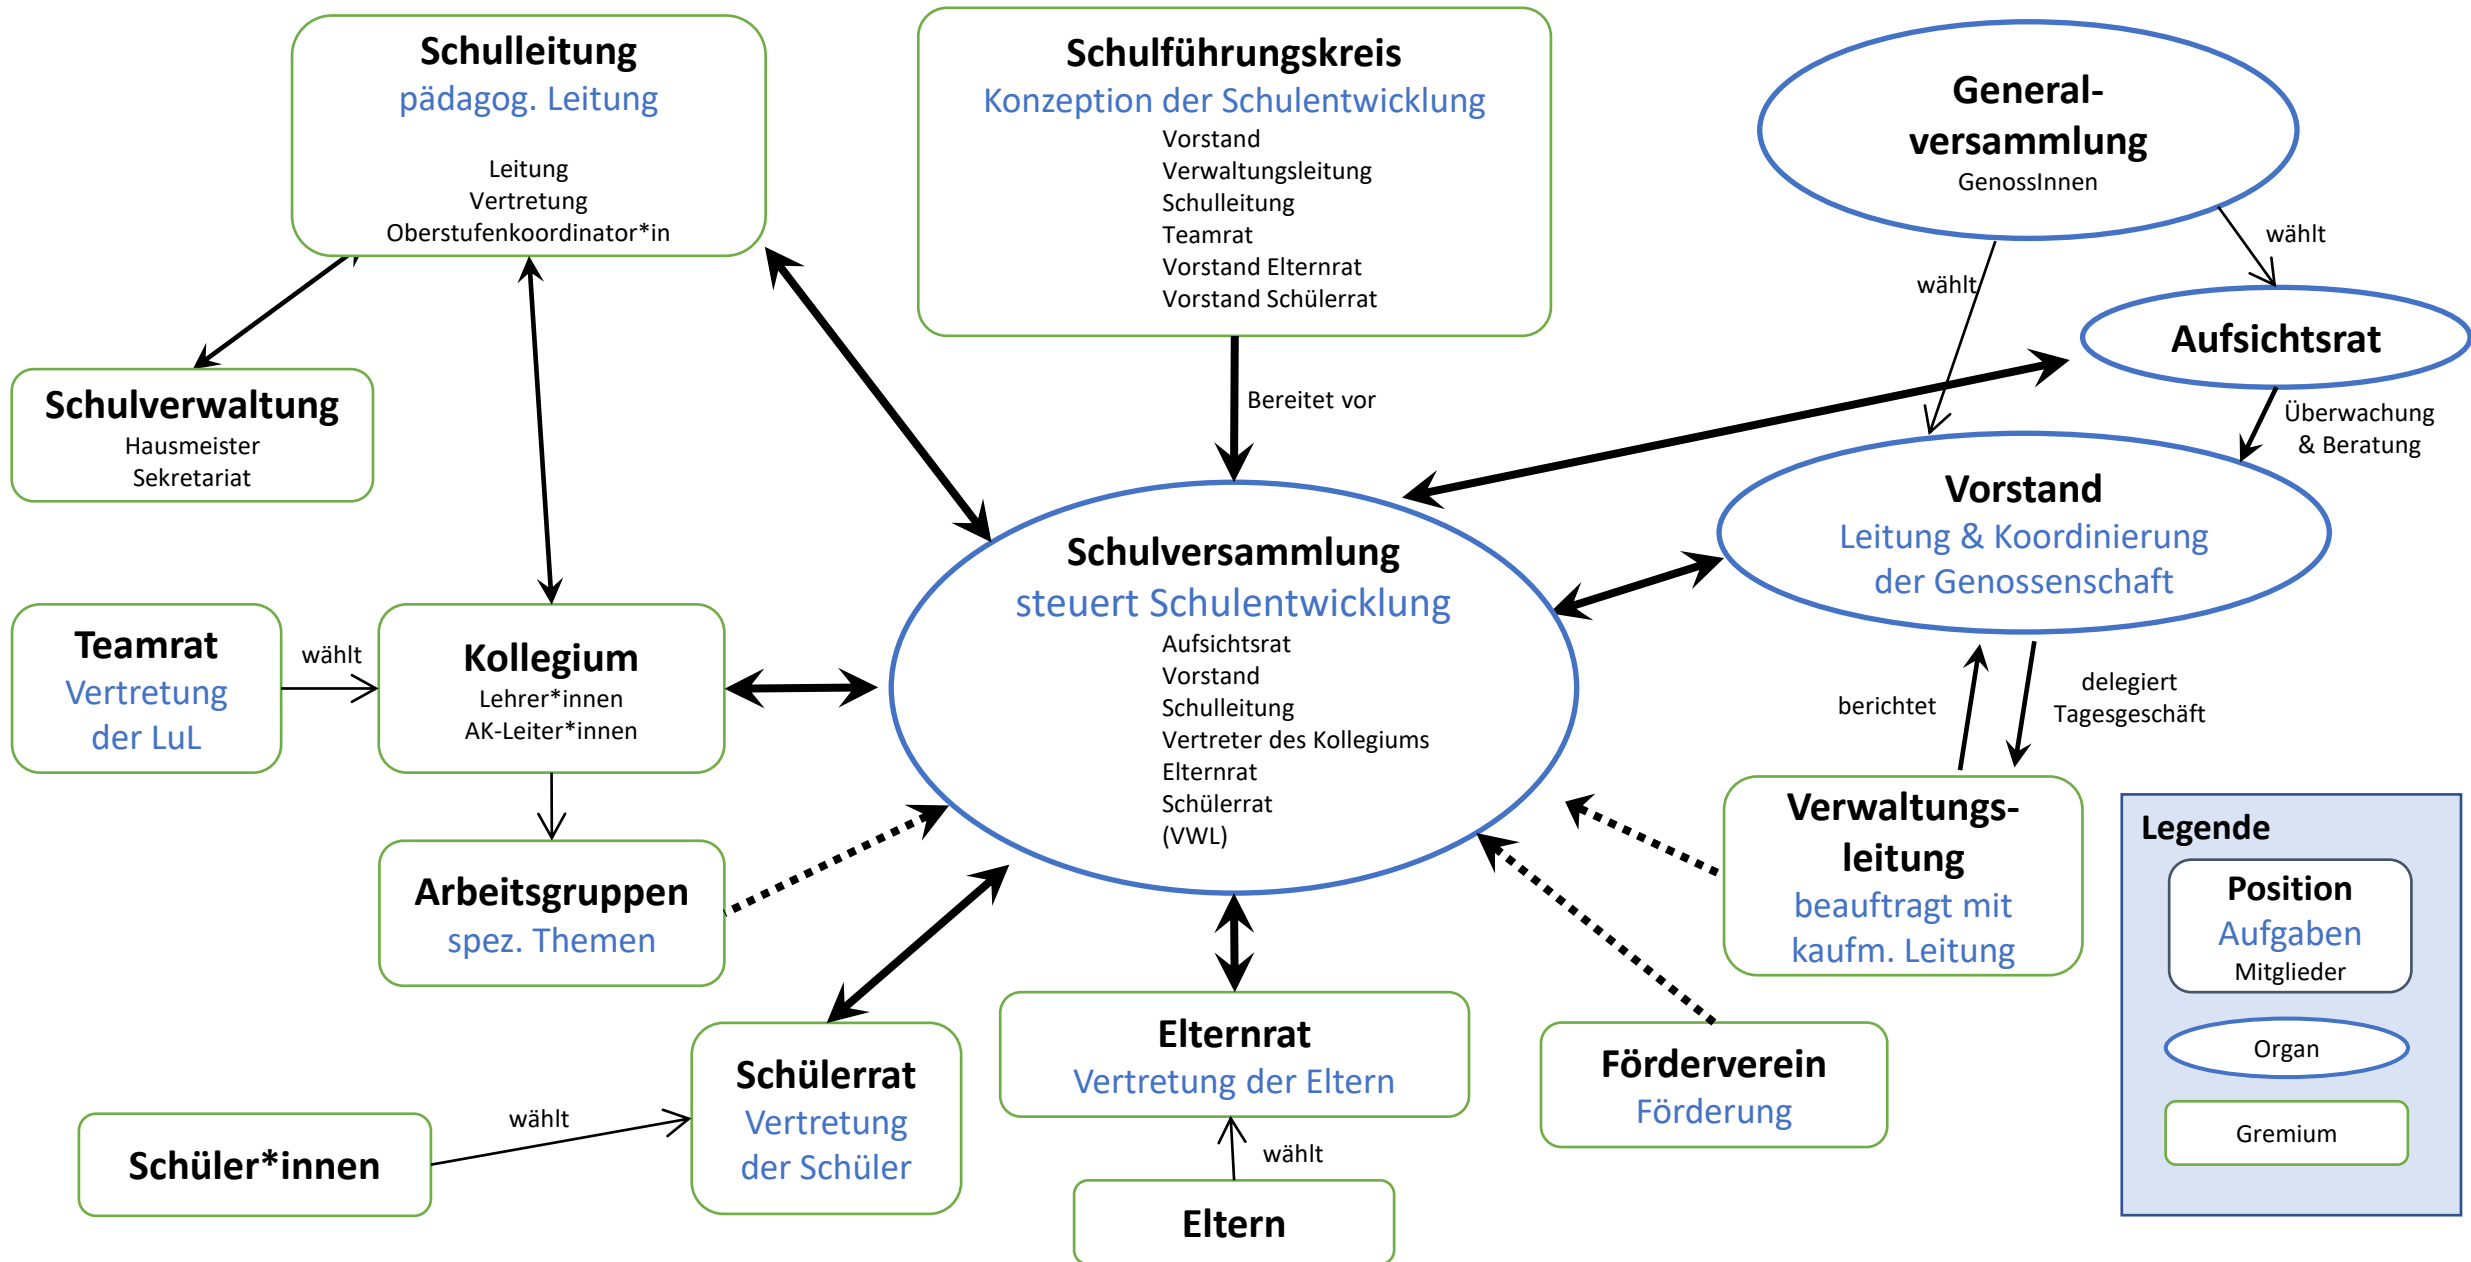 Schulleitung
pädagog. Leitung
Leitung
Vertretung
Oberstufenkoordinator*in
Schulführungskreis
Konzeption der Schulentwicklung
Vorstand
Verwaltungsleitung
Schulleitung
Teamrat
Vorstand Elternrat
Vorstand Schülerrat
General-
versammlung
GenossInnen
wählt
wählt
Aufsichtsrat
Schulverwaltung
Hausmeister
Sekretariat
Bereitet vor
Überwachung
& Beratung
Vorstand
Leitung & Koordinierung
der Genossenschaft
Schulversammlung
steuert Schulentwicklung
Aufsichtsrat
Vorstand
Schulleitung
Vertreter des Kollegiums
Elternrat
Schülerrat
(VWL)
Teamrat
Vertretung
der LuL
wählt
Kollegium
Lehrer*innen
AK-Leiter*innen
berichtet
delegiert
Tagesgeschäft
Arbeitsgruppen
spez. Themen
Verwaltungs-
leitung
beauftragt mit
kaufm. Leitung
Schüler*innen
wählt
Schülerrat
Vertretung
der Schüler
Elternrat
Vertretung der Eltern
wählt
Eltern
Förderverein
Förderung
Legende
Position
Aufgaben
Mitglieder
Organ
Gremium